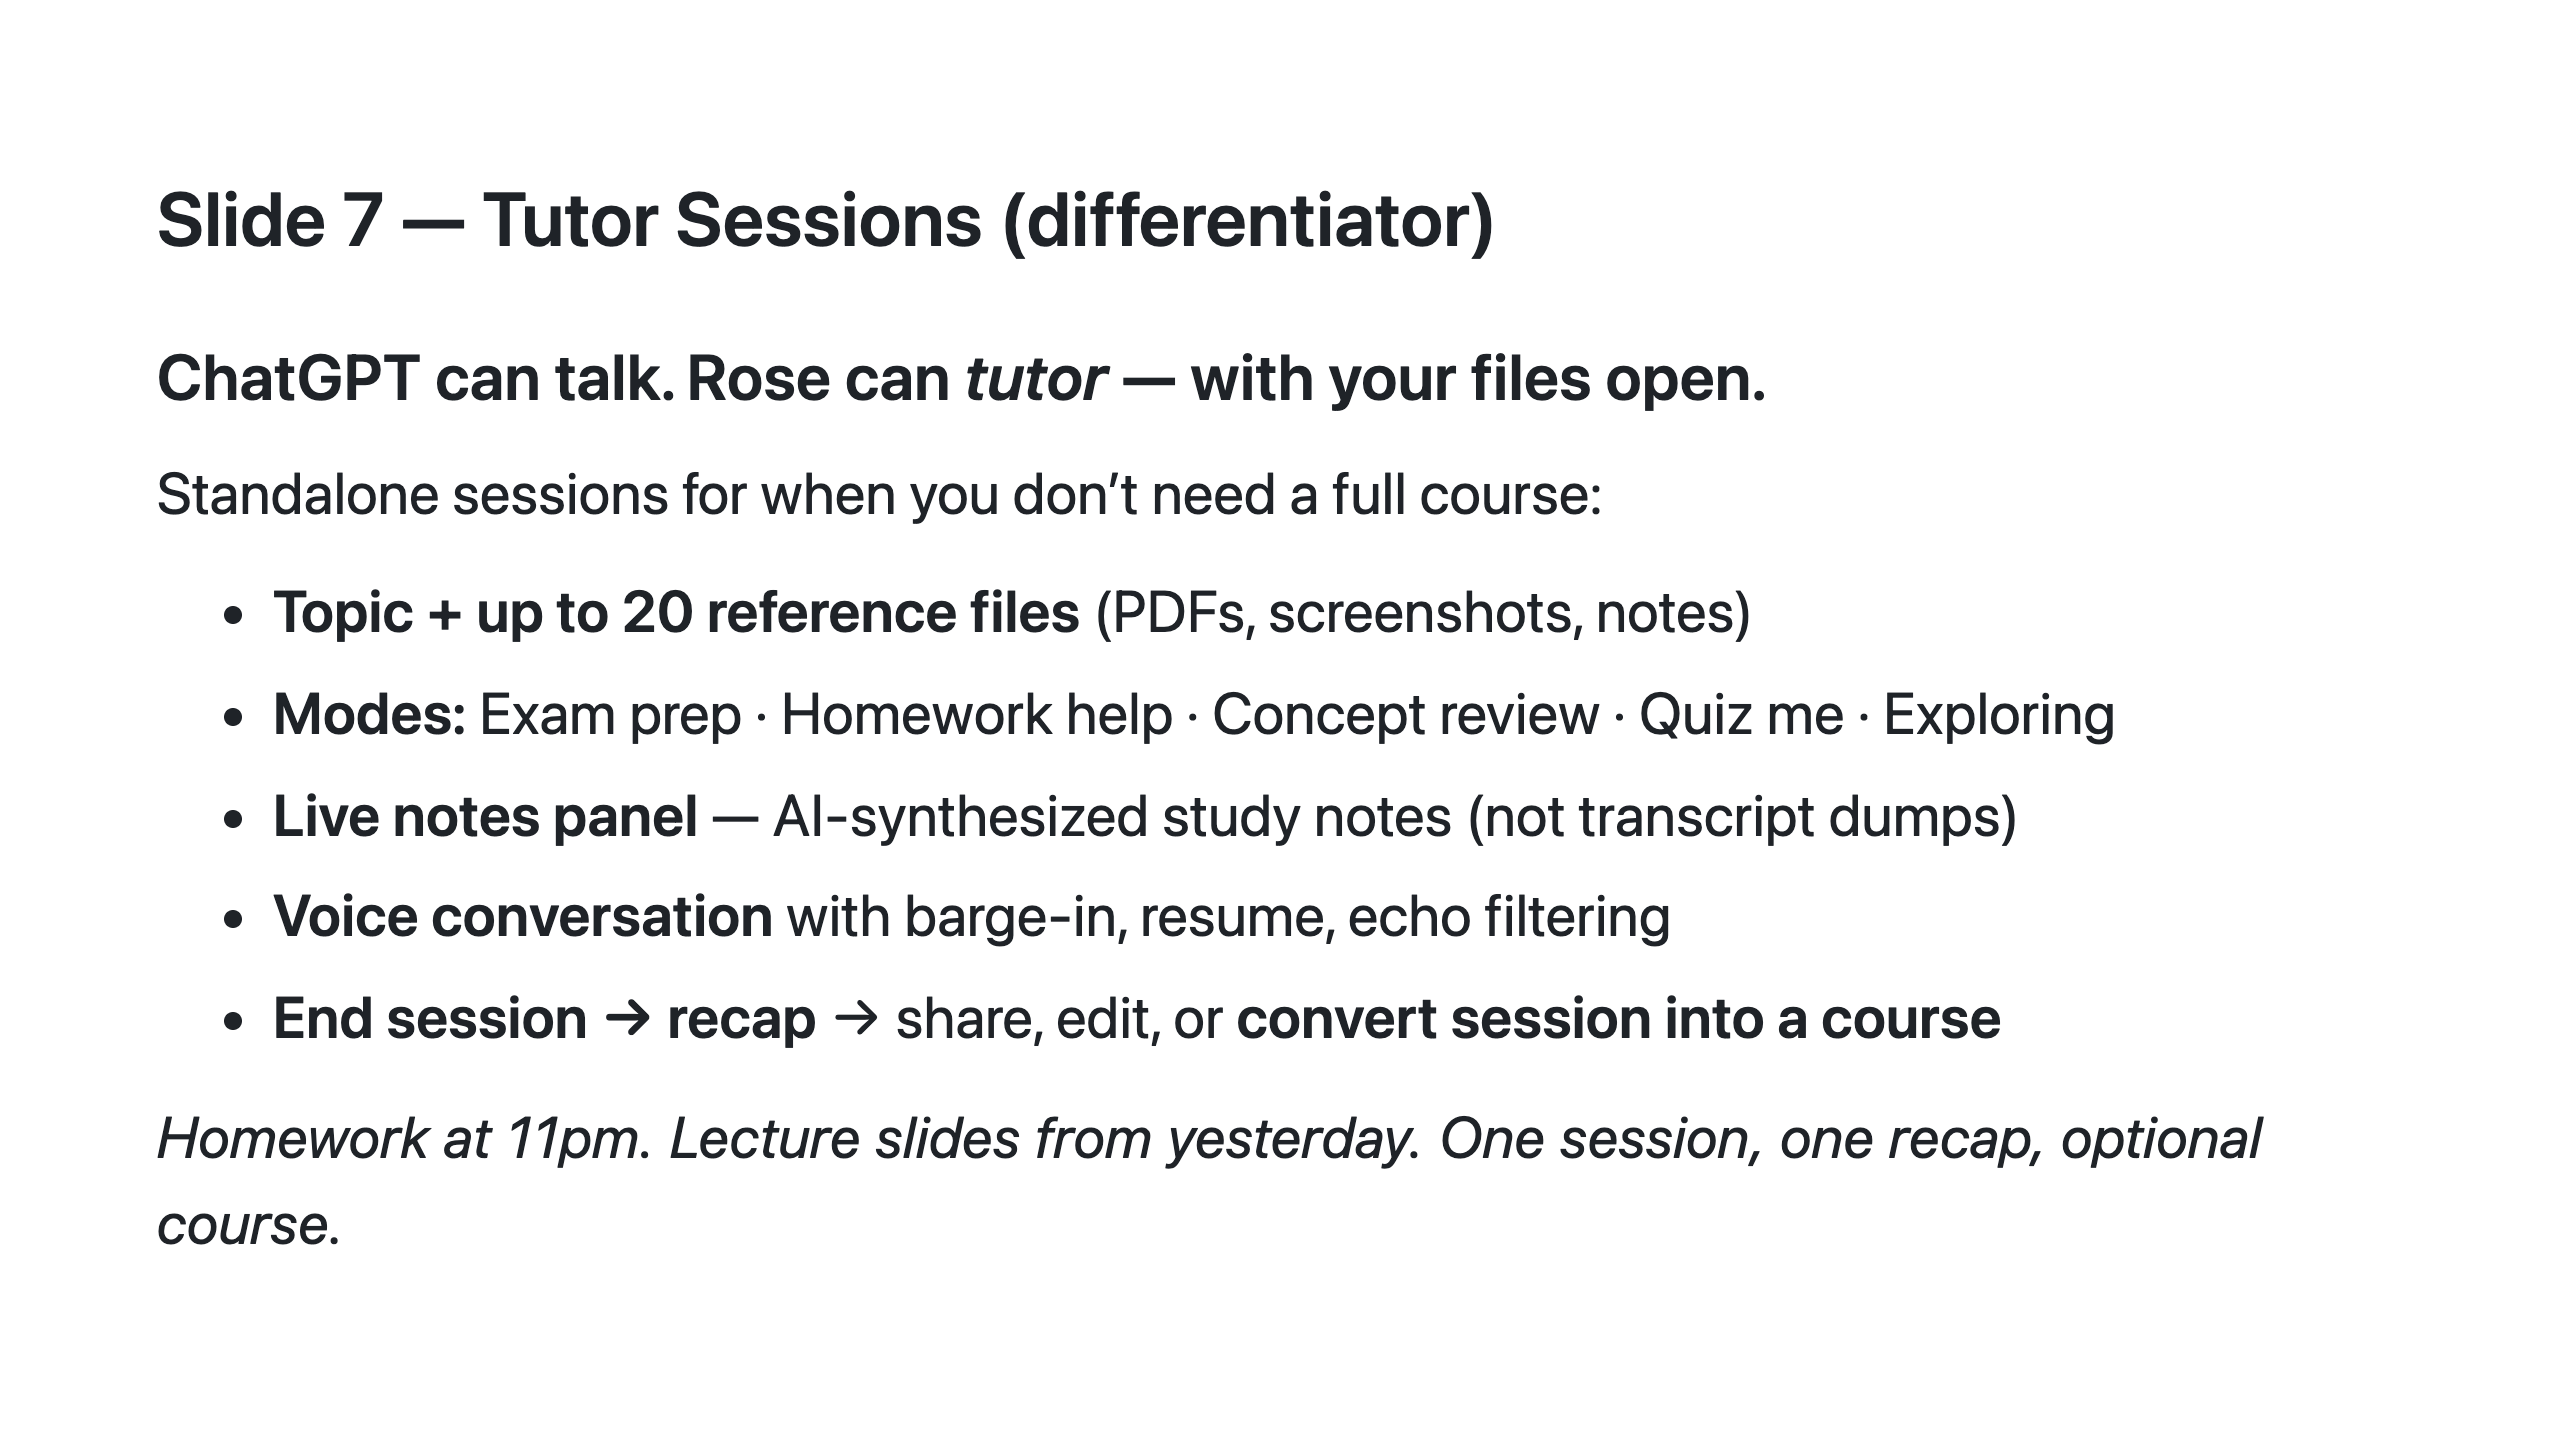 Slide 7 — Tutor Sessions (differentiator)
ChatGPT can talk. Rose can tutor — with your files open.
Standalone sessions for when you don’t need a full course:
• Topic + up to 20 reference files (PDFs, screenshots, notes)
• Modes: Exam prep · Homework help · Concept review · Quiz me · Exploring
• Live notes panel — AI-synthesized study notes (not transcript dumps)
• Voice conversation with barge-in, resume, echo filtering
• End session → recap → share, edit, or convert session into a course
Homework at 11pm. Lecture slides from yesterday. One session, one recap, optional
course.